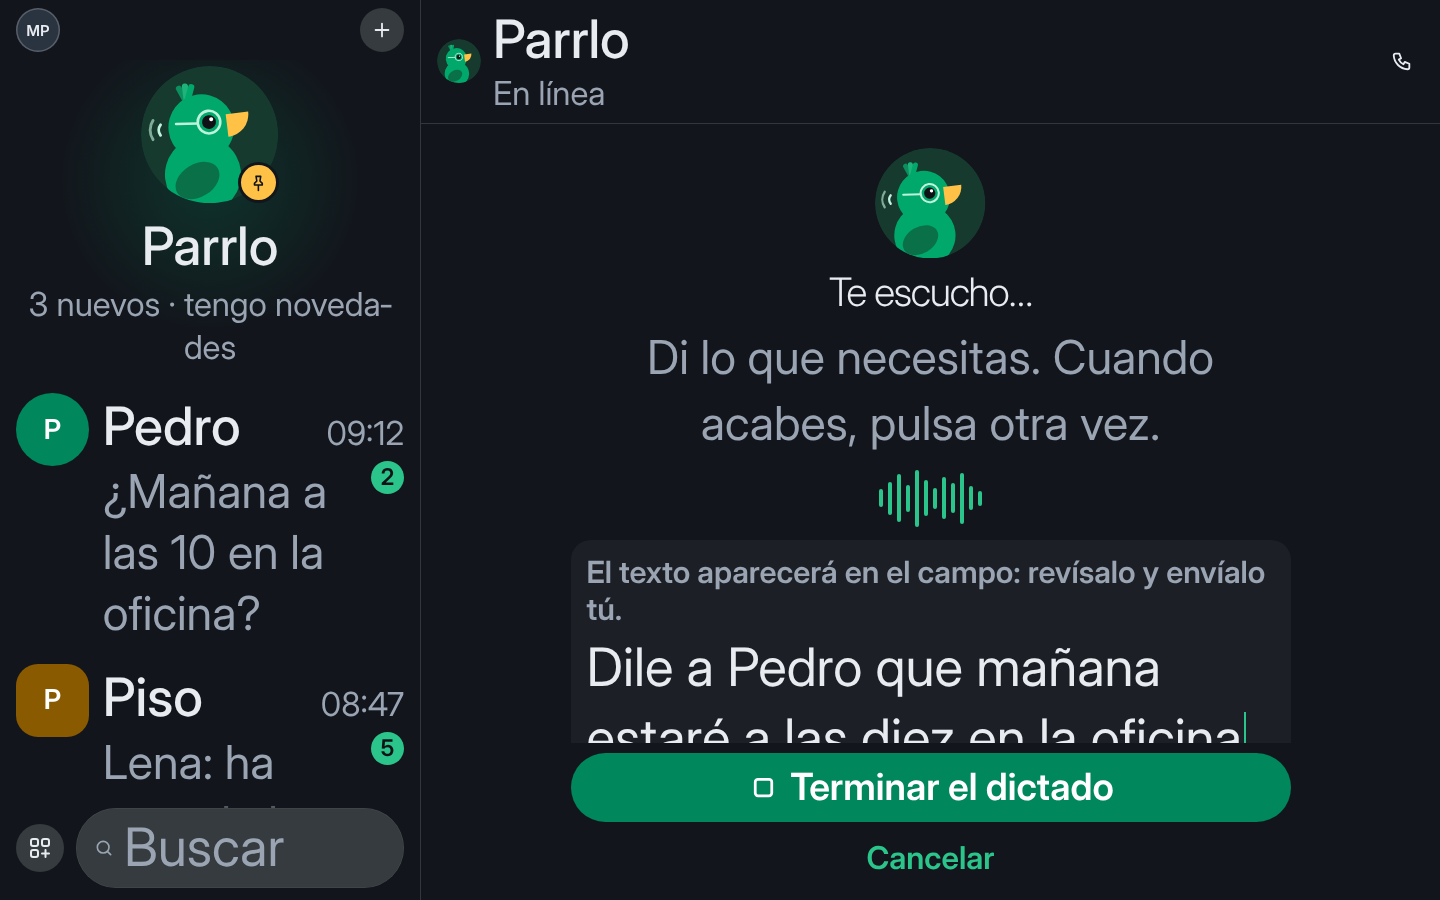 MP
Parrlo
3 nuevos · tengo noveda-
des
P
Pedro
09:12
¿Mañana a
2
las 10 en la
oficina?
P
Piso
08:47
Lena: ha
5
Buscar
Parrlo
En línea
Te escucho...
Di lo que necesitas. Cuando
acabes, pulsa otra vez.
El texto aparecerá en el campo: revísalo y envíalo
tú.
Dile a Pedro que mañana
estaré a las diez en la oficina
Terminar el dictado
Cancelar